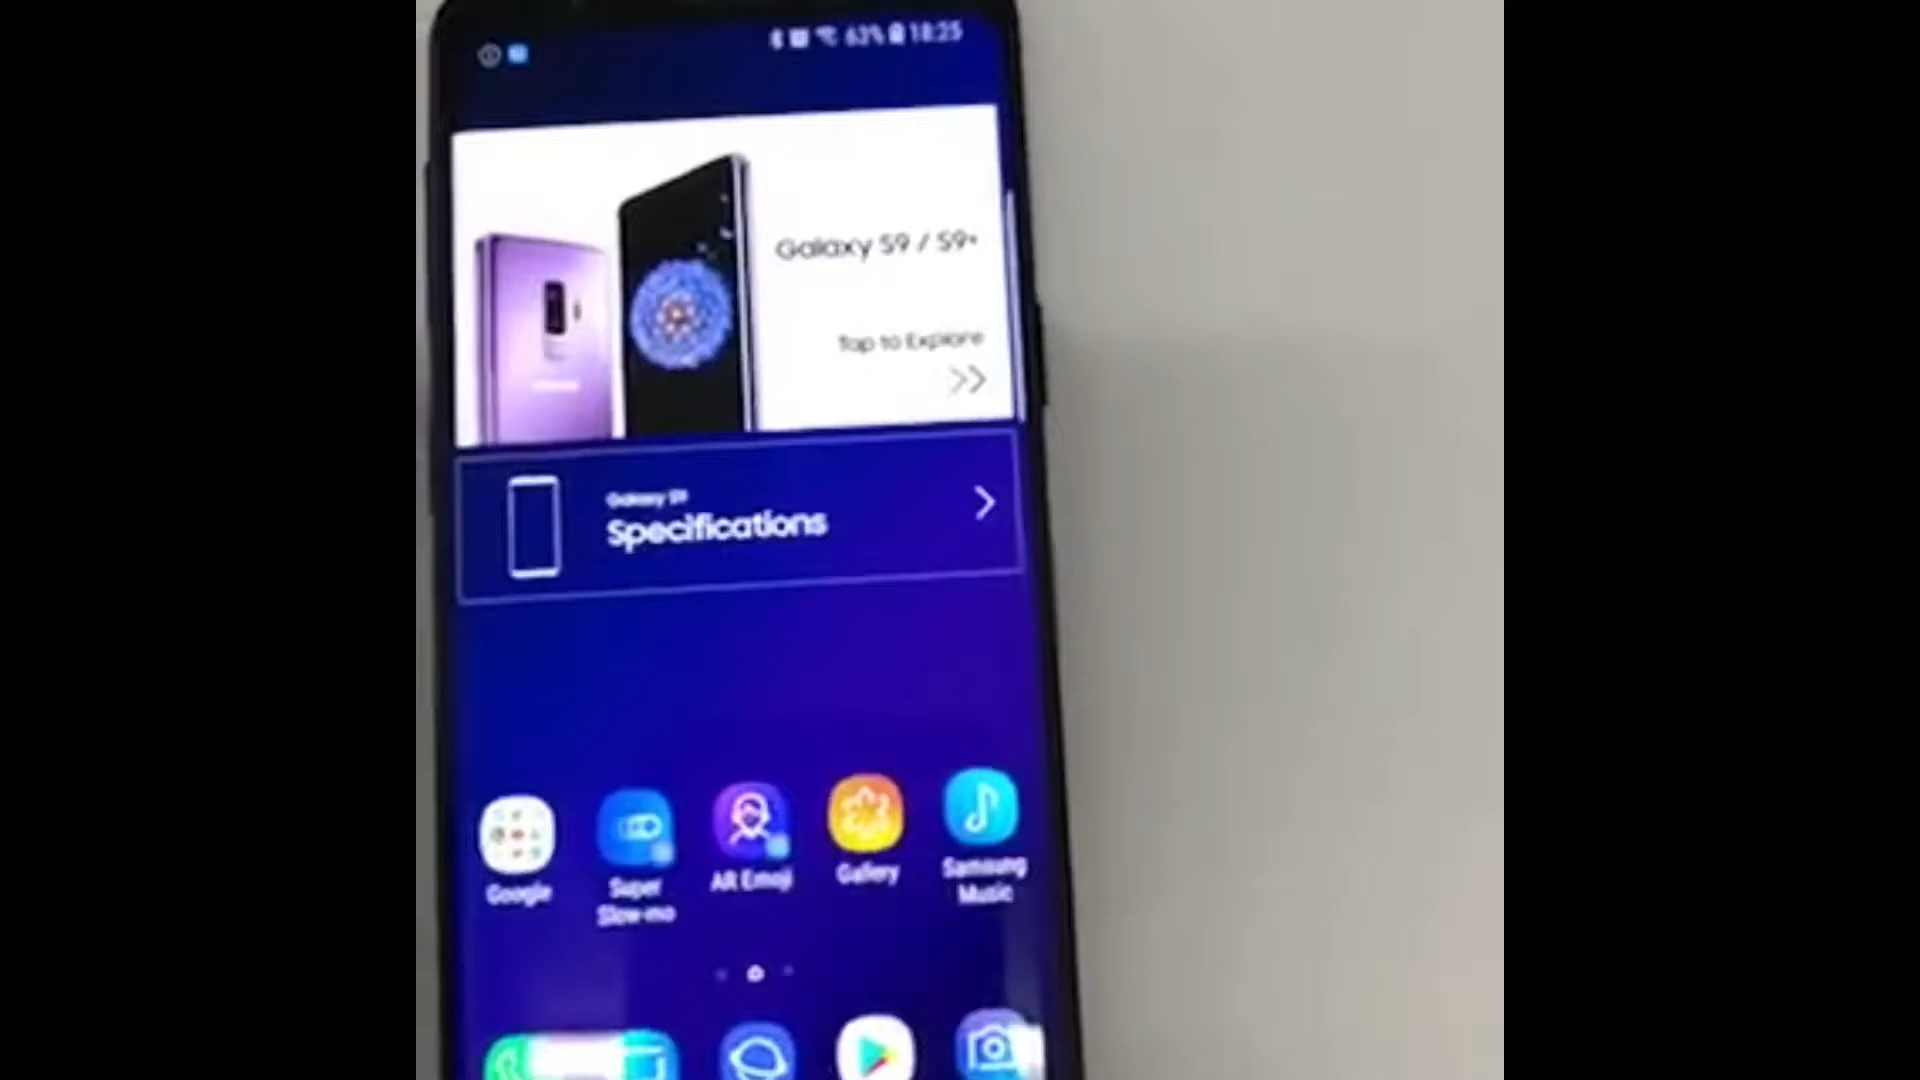 63% 18:25
Galaxy S9 / S9+
Tap to Explore
Galaxy S9
Specifications
Google
Super
Slow-mo
AR Emoji
Gallery
Samsung
Music